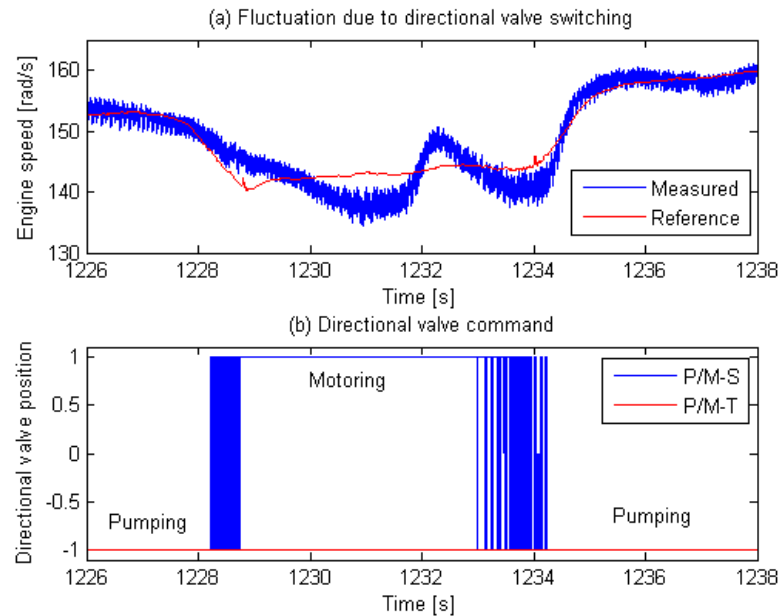 (a) Fluctuation due to directional valve switching
Engine speed [rad/s]
160
150
140
130
Measured
Reference
1226 1228 1230 1232 1234 1236 1238
Time [s]
(b) Directional valve command
Directional valve position
1
0.5
0
-0.5
-1
Motoring
P/M-S
P/M-T
Pumping
Pumping
1226 1228 1230 1232 1234 1236 1238
Time [s]